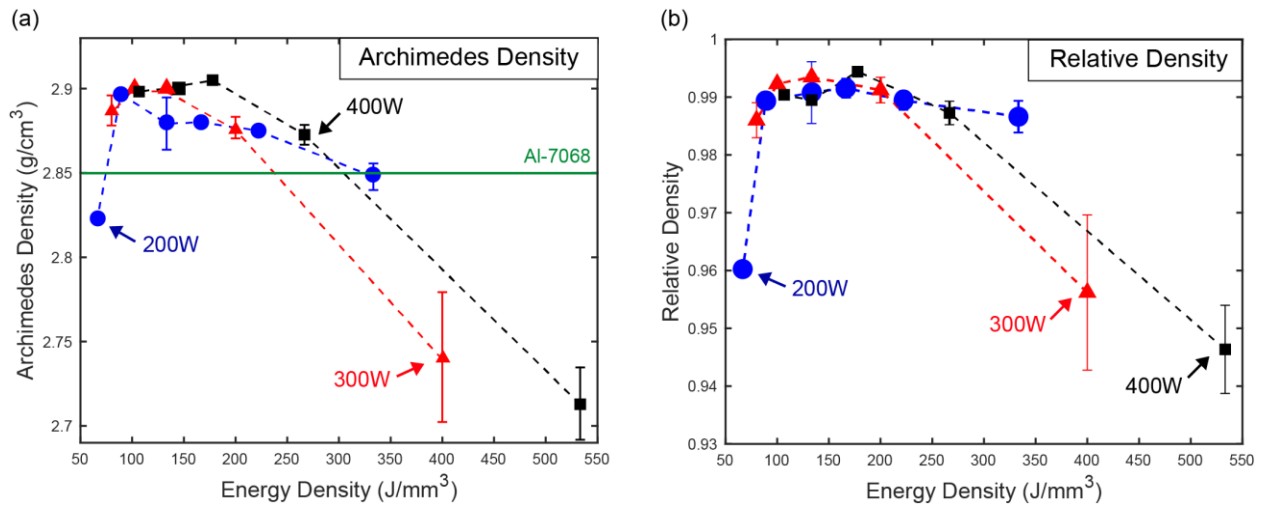 (a)
Archimedes Density
2.9
2.85
2.8
2.75
2.7
Archimedes Density (g/cm³)
400W
Al-7068
200W
300W
50 100 150 200 250 300 350 400 450 500 550
Energy Density (J/mm³)
(b)
Relative Density
1
0.99
0.98
0.97
0.96
0.95
0.94
0.93
Relative Density
200W
300W
400W
50 100 150 200 250 300 350 400 450 500 550
Energy Density (J/mm³)